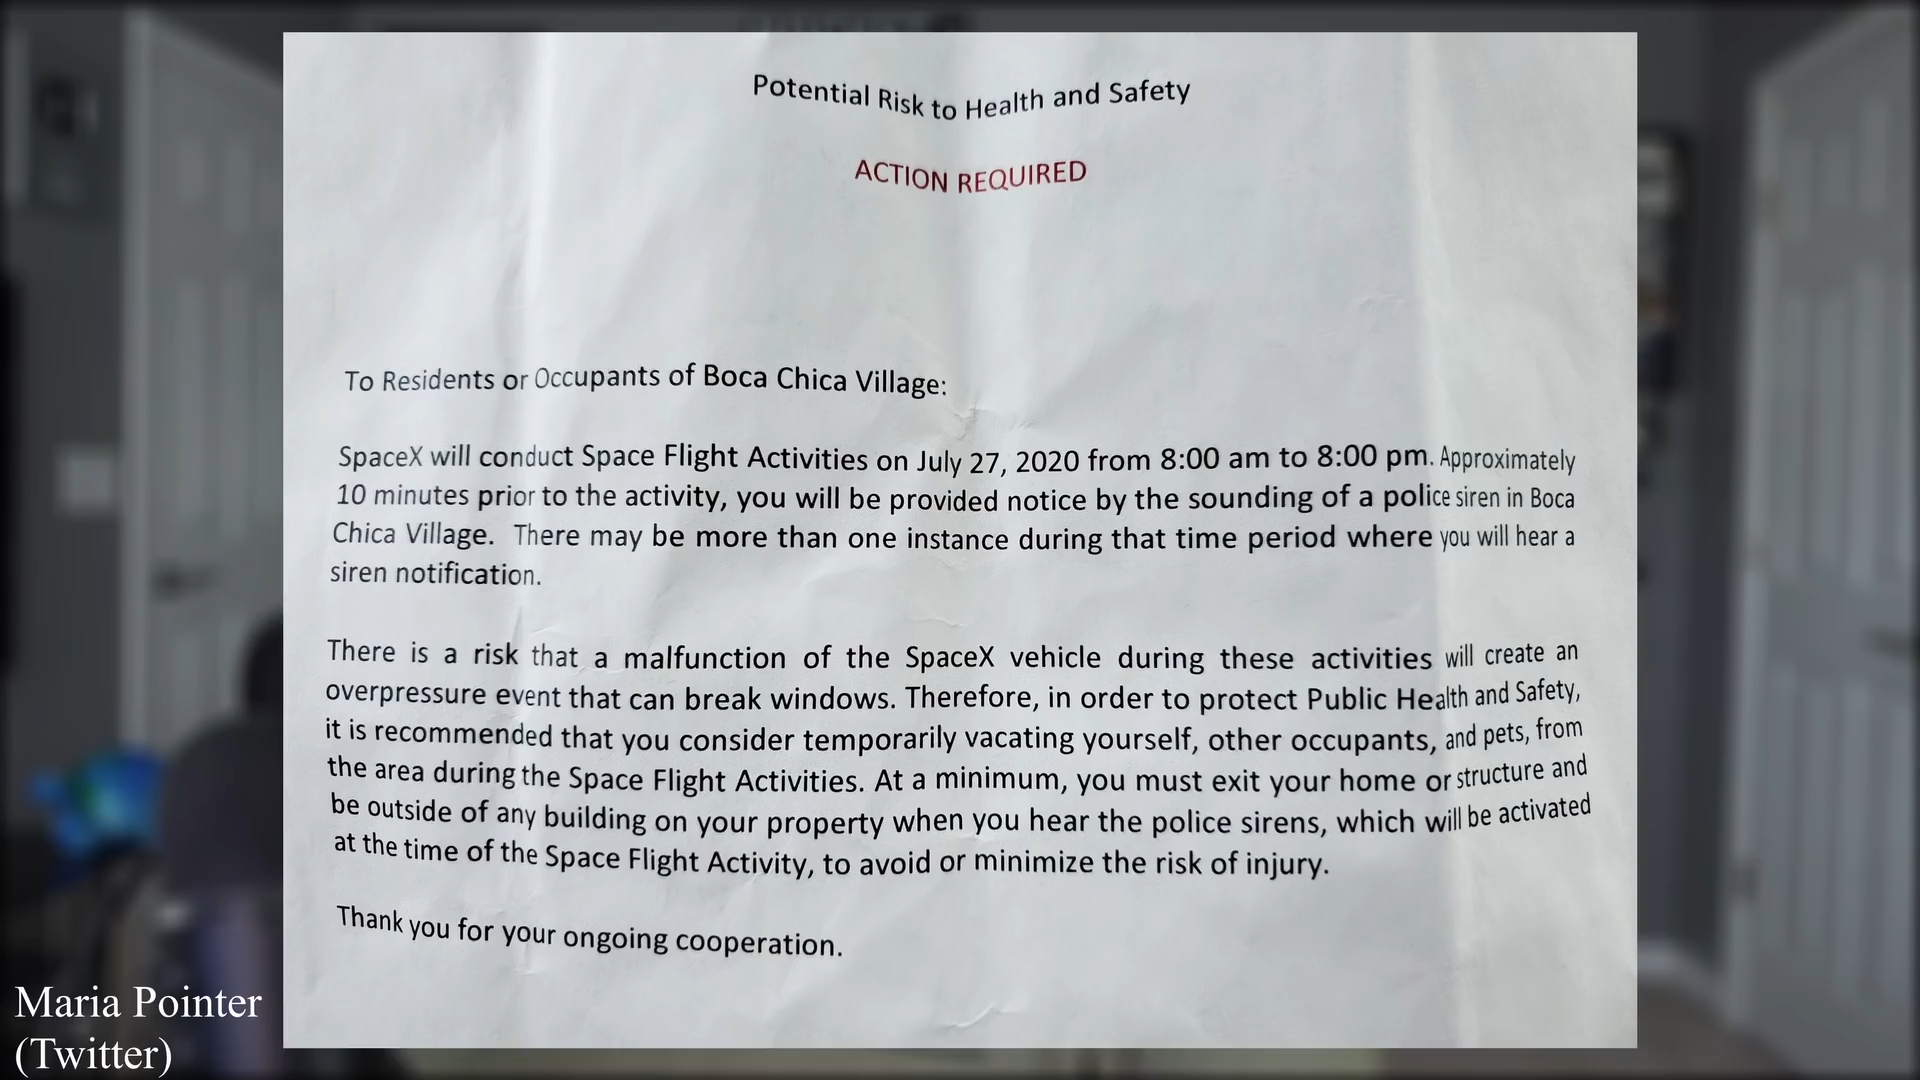 Potential Risk to Health and Safety
ACTION REQUIRED
To Residents or Occupants of Boca Chica Village:
SpaceX will conduct Space Flight Activities on July 27, 2020 from 8:00 am to 8:00 pm. Approximately
10 minutes prior to the activity, you will be provided notice by the sounding of a police siren in Boca
Chica Village. There may be more than one instance during that time period where you will hear a
siren notification.
There is a risk that a malfunction of the SpaceX vehicle during these activities will create an
overpressure event that can break windows. Therefore, in order to protect Public Health and Safety,
it is recommended that you consider temporarily vacating yourself, other occupants, and pets, from
the area during the Space Flight Activities. At a minimum, you must exit your home or structure and
be outside of any building on your property when you hear the police sirens, which will be activated
at the time of the Space Flight Activity, to avoid or minimize the risk of injury.
Thank you for your ongoing cooperation.
Maria Pointer
(Twitter)